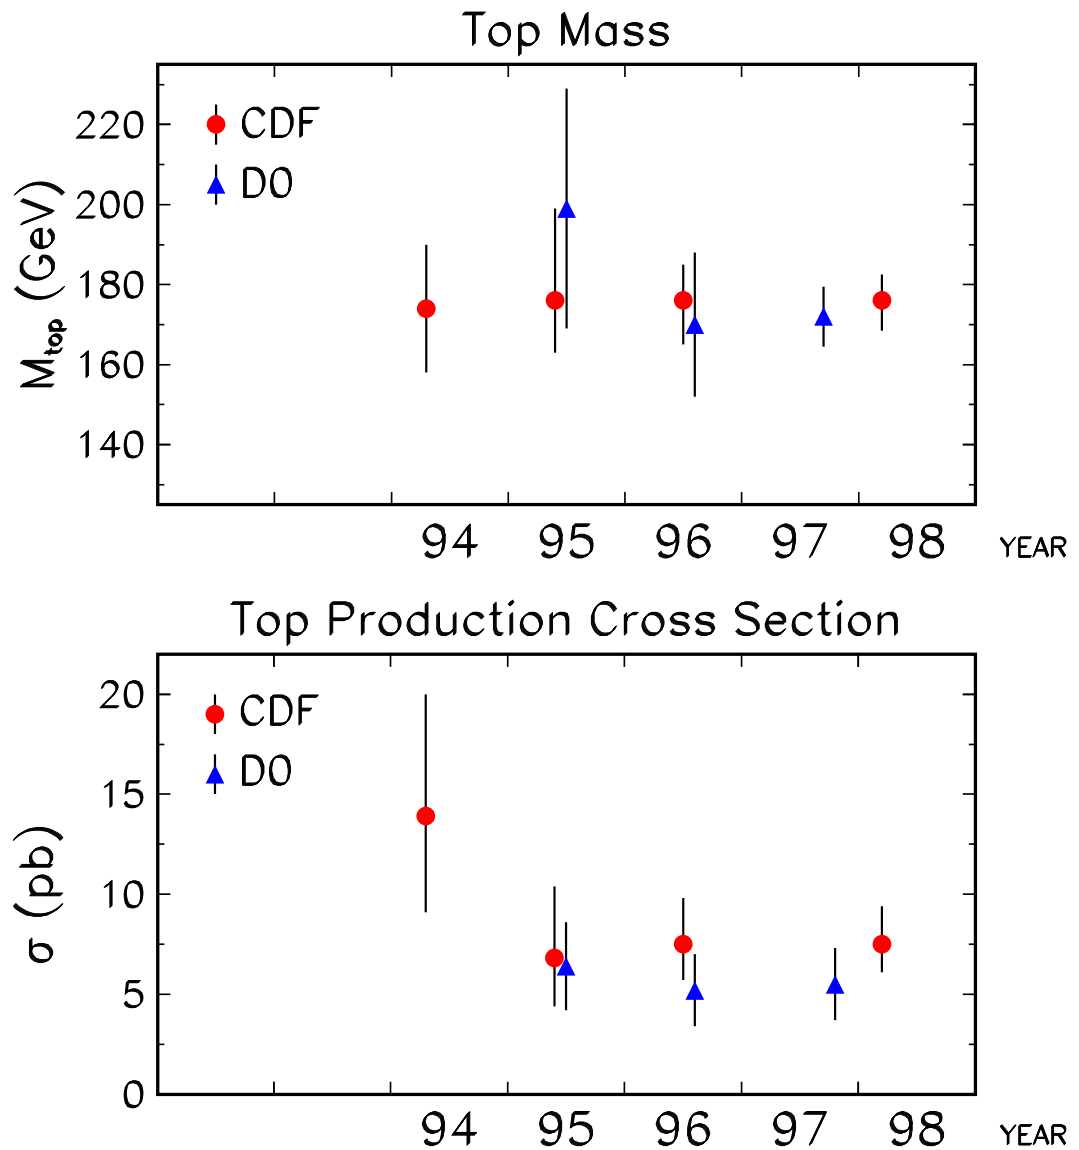 Top Mass
CDF
D0
220
200
180
160
140
M_top (GeV)
94 95 96 97 98 YEAR
Top Production Cross Section
CDF
D0
20
15
10
5
0
σ (pb)
94 95 96 97 98 YEAR